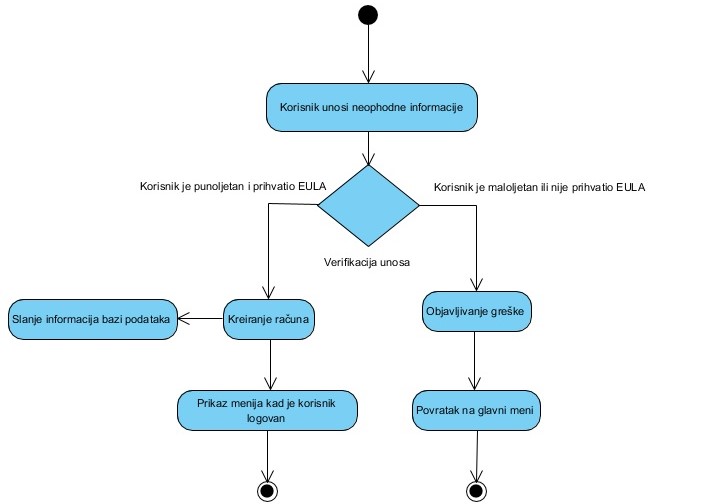 Korisnik unosi neophodne informacije
Korisnik je punoljetan i prihvatio EULA
Korisnik je maloljetan ili nije prihvatio EULA
Verifikacija unosa
Slanje informacija bazi podataka
Kreiranje računa
Objavljivanje greške
Prikaz menija kad je korisnik
logovan
Povratak na glavni meni